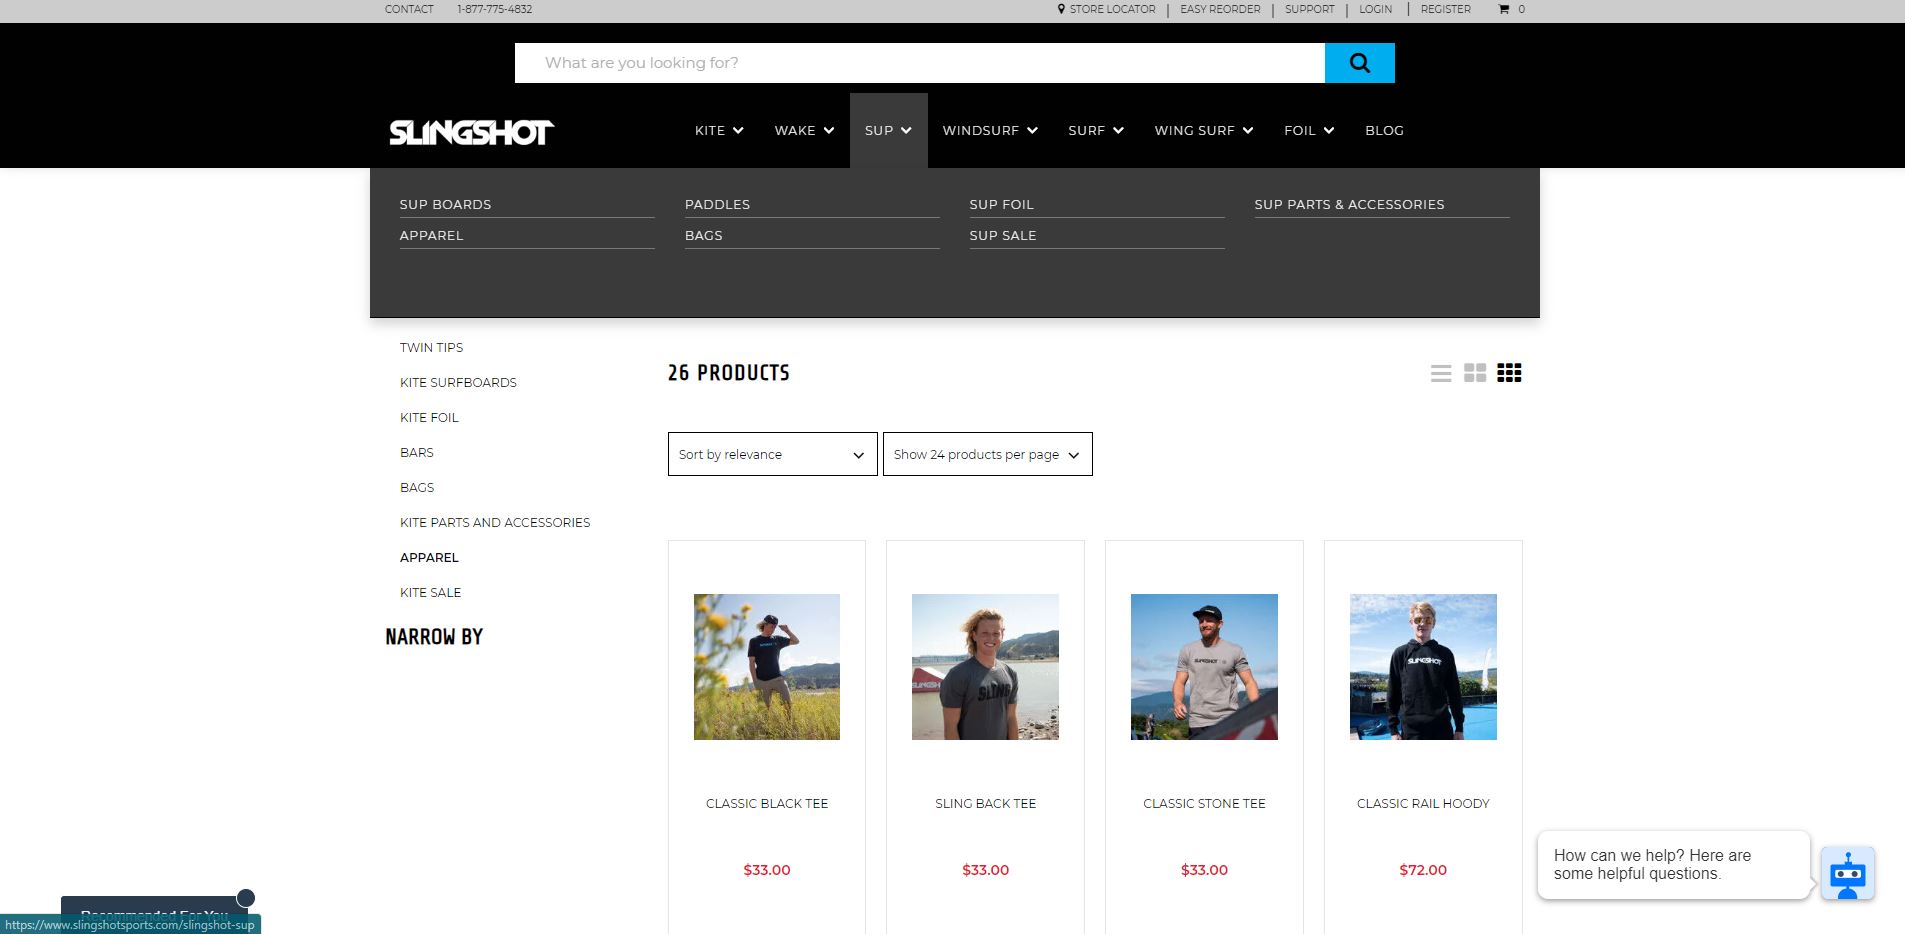 CONTACT 1-877-775-4832 STORE LOCATOR | EASY REORDER | SUPPORT | LOGIN | REGISTER 0
What are you looking for?
SLINGSHOT KITE WAKE SUP WINDSURF SURF WING SURF FOIL BLOG
SUP BOARDS PADDLES SUP FOIL SUP PARTS & ACCESSORIES
APPAREL BAGS SUP SALE
TWIN TIPS
KITE SURFBOARDS
KITE FOIL
BARS
BAGS
KITE PARTS AND ACCESSORIES
APPAREL
KITE SALE
NARROW BY
26 PRODUCTS
Sort by relevance Show 24 products per page
SLINGSHOT
SLING
SLINGSHOT
SLINGSHOT
CLASSIC BLACK TEE SLING BACK TEE CLASSIC STONE TEE CLASSIC RAIL HOODY
$33.00 $33.00 $33.00 $72.00
How can we help? Here are
some helpful questions.
Recommended For You
https://www.slingshotsports.com/slingshot-sup